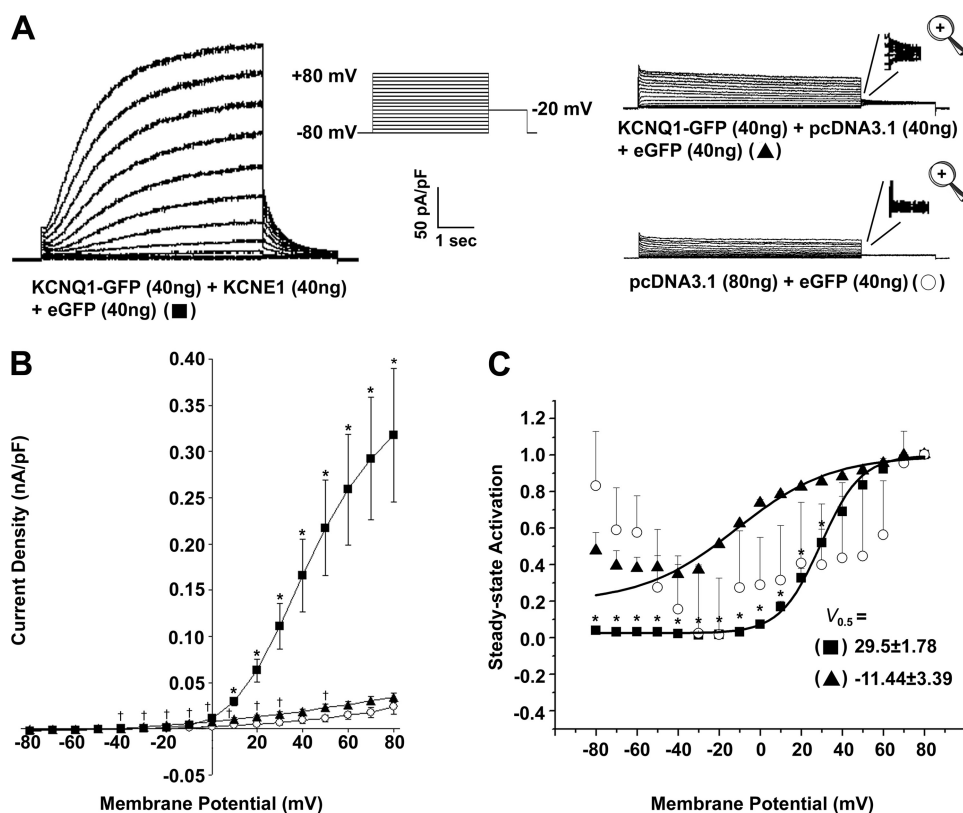 A
+80 mV
-80 mV
-20 mV
50 pA/pF
1 sec
KCNQ1-GFP (40ng) + KCNE1 (40ng)
+ eGFP (40ng) (■)
KCNQ1-GFP (40ng) + pcDNA3.1 (40ng)
+ eGFP (40ng) (▲)
pcDNA3.1 (80ng) + eGFP (40ng) (○)
B
Current Density (nA/pF)
0.40
0.35
0.30
0.25
0.20
0.15
0.10
0.05
-0.05
-80 -60 -40 -20 20 40 60 80
Membrane Potential (mV)
* * * * * * * *
† † † † † † † †
C
Steady-state Activation
1.2
1.0
0.8
0.6
0.4
0.2
0.0
-0.2
-0.4
-80 -60 -40 -20 0 20 40 60 80
Membrane Potential (mV)
* * * * * * * * * * * *
V0.5 =
(■) 29.5±1.78
(▲) -11.44±3.39